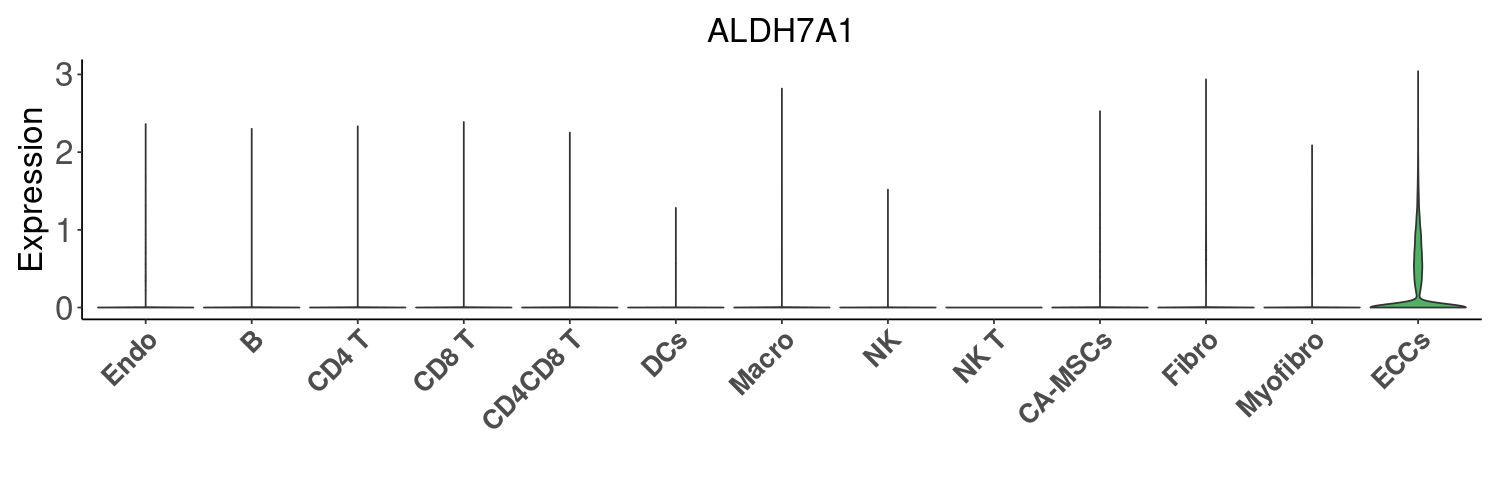 ALDH7A1
Expression
3
2
1
0
Endo
B
CD4 T
CD8 T
CD4CD8 T
DCs
Macro
NK
NK T
CA-MSCs
Fibro
Myofibro
ECCs